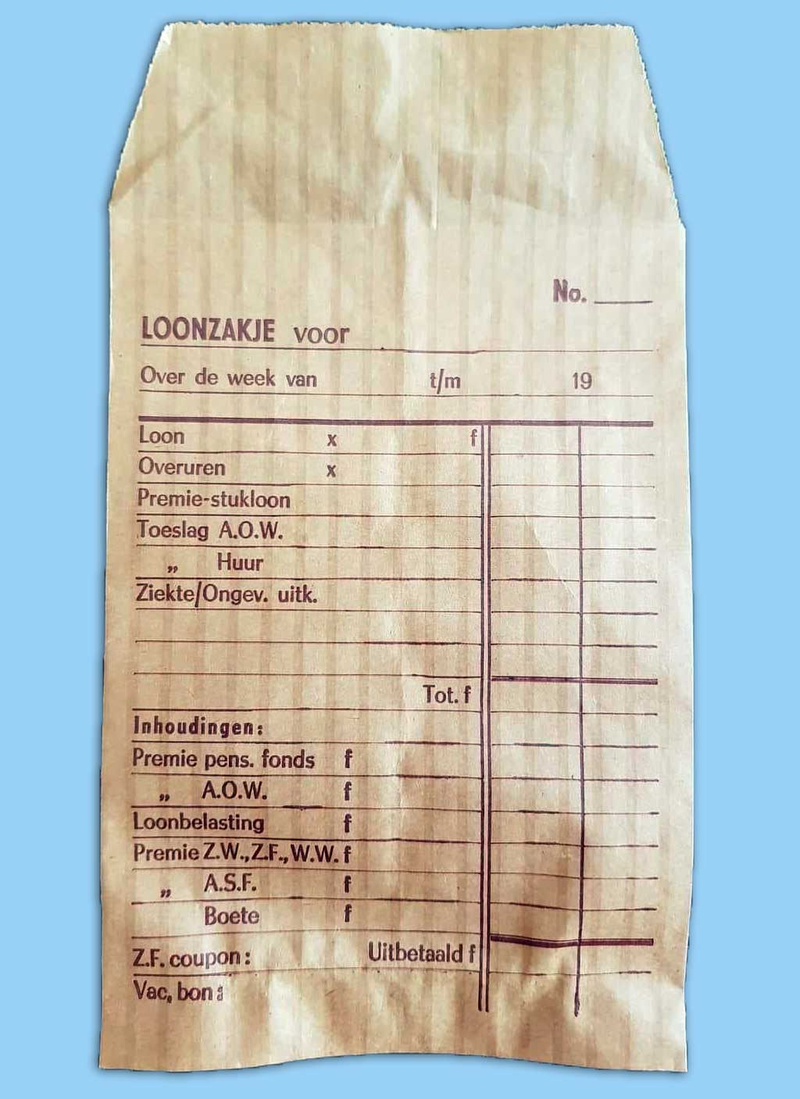 No.
LOONZAKJE voor
Over de week van t/m 19
Loon x f
Overuren x
Premie-stukloon
Toeslag A.O.W.
„ Huur
Ziekte/Ongev. uitk.
Tot. f
Inhoudingen:
Premie pens. fonds f
„ A.O.W. f
Loonbelasting f
Premie Z.W., Z.F., W.W. f
„ A.S.F. f
Boete f
Z.F. coupon: Uitbetaald f
Vac, bon: